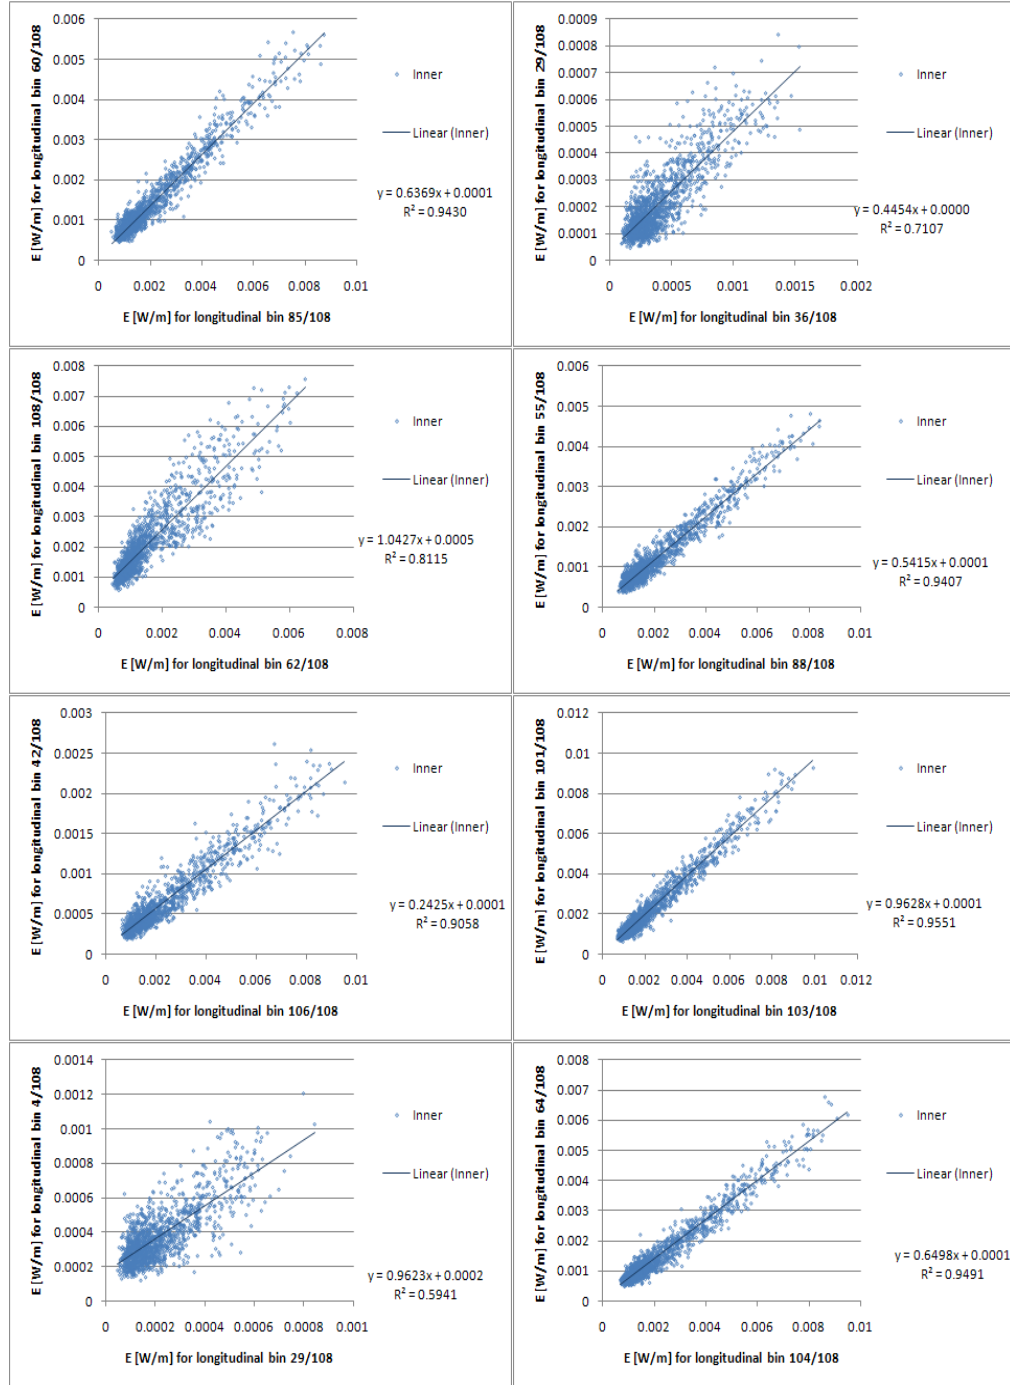 E [W/m] for longitudinal bin 60/108
0.006
0.005
0.004
0.003
0.002
0.001
0
0 0.002 0.004 0.006 0.008 0.01
E [W/m] for longitudinal bin 85/108
Inner
Linear (Inner)
y = 0.6369x + 0.0001
R² = 0.9430
E [W/m] for longitudinal bin 29/108
0.0009
0.0008
0.0007
0.0006
0.0005
0.0004
0.0003
0.0002
0.0001
0
0 0.0005 0.001 0.0015 0.002
E [W/m] for longitudinal bin 36/108
Inner
Linear (Inner)
y = 0.4454x + 0.0000
R² = 0.7107
E [W/m] for longitudinal bin 108/108
0.008
0.007
0.006
0.005
0.004
0.003
0.002
0.001
0
0 0.002 0.004 0.006 0.008
E [W/m] for longitudinal bin 62/108
Inner
Linear (Inner)
y = 1.0427x + 0.0005
R² = 0.8115
E [W/m] for longitudinal bin 55/108
0.006
0.005
0.004
0.003
0.002
0.001
0
0 0.002 0.004 0.006 0.008 0.01
E [W/m] for longitudinal bin 88/108
Inner
Linear (Inner)
y = 0.5415x + 0.0001
R² = 0.9407
E [W/m] for longitudinal bin 42/108
0.003
0.0025
0.002
0.0015
0.001
0.0005
0
0 0.002 0.004 0.006 0.008 0.01
E [W/m] for longitudinal bin 106/108
Inner
Linear (Inner)
y = 0.2425x + 0.0001
R² = 0.9058
E [W/m] for longitudinal bin 101/108
0.012
0.01
0.008
0.006
0.004
0.002
0
0 0.002 0.004 0.006 0.008 0.01 0.012
E [W/m] for longitudinal bin 103/108
Inner
Linear (Inner)
y = 0.9628x + 0.0001
R² = 0.9551
E [W/m] for longitudinal bin 4/108
0.0014
0.0012
0.001
0.0008
0.0006
0.0004
0.0002
0
0 0.0002 0.0004 0.0006 0.0008 0.001
E [W/m] for longitudinal bin 29/108
Inner
Linear (Inner)
y = 0.9623x + 0.0002
R² = 0.5941
E [W/m] for longitudinal bin 64/108
0.008
0.007
0.006
0.005
0.004
0.003
0.002
0.001
0
0 0.002 0.004 0.006 0.008 0.01
E [W/m] for longitudinal bin 104/108
Inner
Linear (Inner)
y = 0.6498x + 0.0001
R² = 0.9491